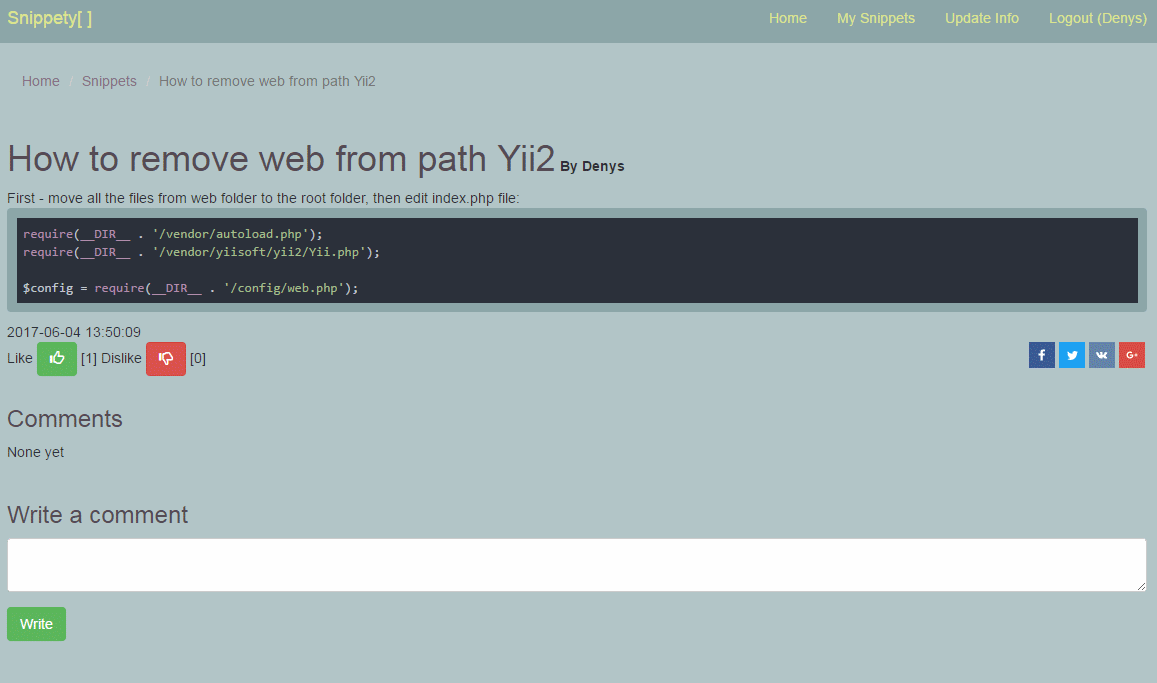 Snippety[ ]
Home My Snippets Update Info Logout (Denys)
Home / Snippets / How to remove web from path Yii2
How to remove web from path Yii2 By Denys
First - move all the files from web folder to the root folder, then edit index.php file:
require(__DIR__ . '/vendor/autoload.php');
require(__DIR__ . '/vendor/yiisoft/yii2/Yii.php');
$config = require(__DIR__ . '/config/web.php');
2017-06-04 13:50:09
Like [1] Dislike [0]
f G+
Comments
None yet
Write a comment
Write